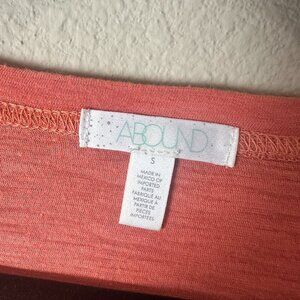 ABOUND
S
MADE IN
MEXICO OF
IMPORTED
PARTS
FABRIQUÉ AU
MEXIQUE À
PARTIR DE
PIÈCES
IMPORTÉES